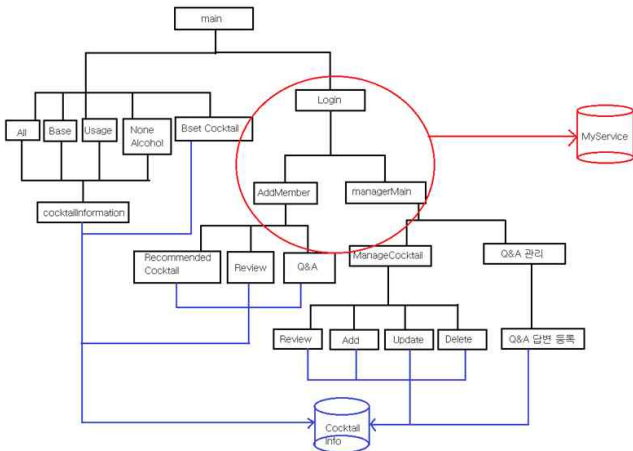 main
Login
MyService
All
Base
Usage
None
Alcohol
Bset Cocktail
AddMember
managerMain
cocktailInformation
Recommended
Cocktail
Review
Q&A
ManageCocktail
Q&A 관리
Review
Add
Update
Delete
Q&A 답변 등록
Cocktail
Info